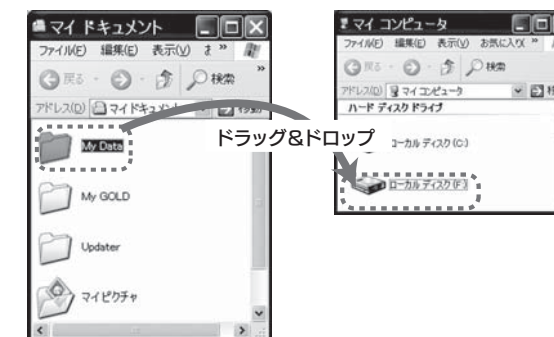 マイ ドキュメント
ファイル(F) 編集(E) 表示(V) き »
戻る 検索 »
アドレス(D) マイ ドキュメント 移動
My Data
My GOLD
Updater
マイ ピクチャ
ドラッグ&ドロップ
マイ コンピュータ
ファイル(F) 編集(E) 表示(V) お気に入り( »
戻る 検索
アドレス(D) マイ コンピュータ
ハード ディスク ドライブ
ローカル ディスク (C:)
ローカル ディスク (F:)